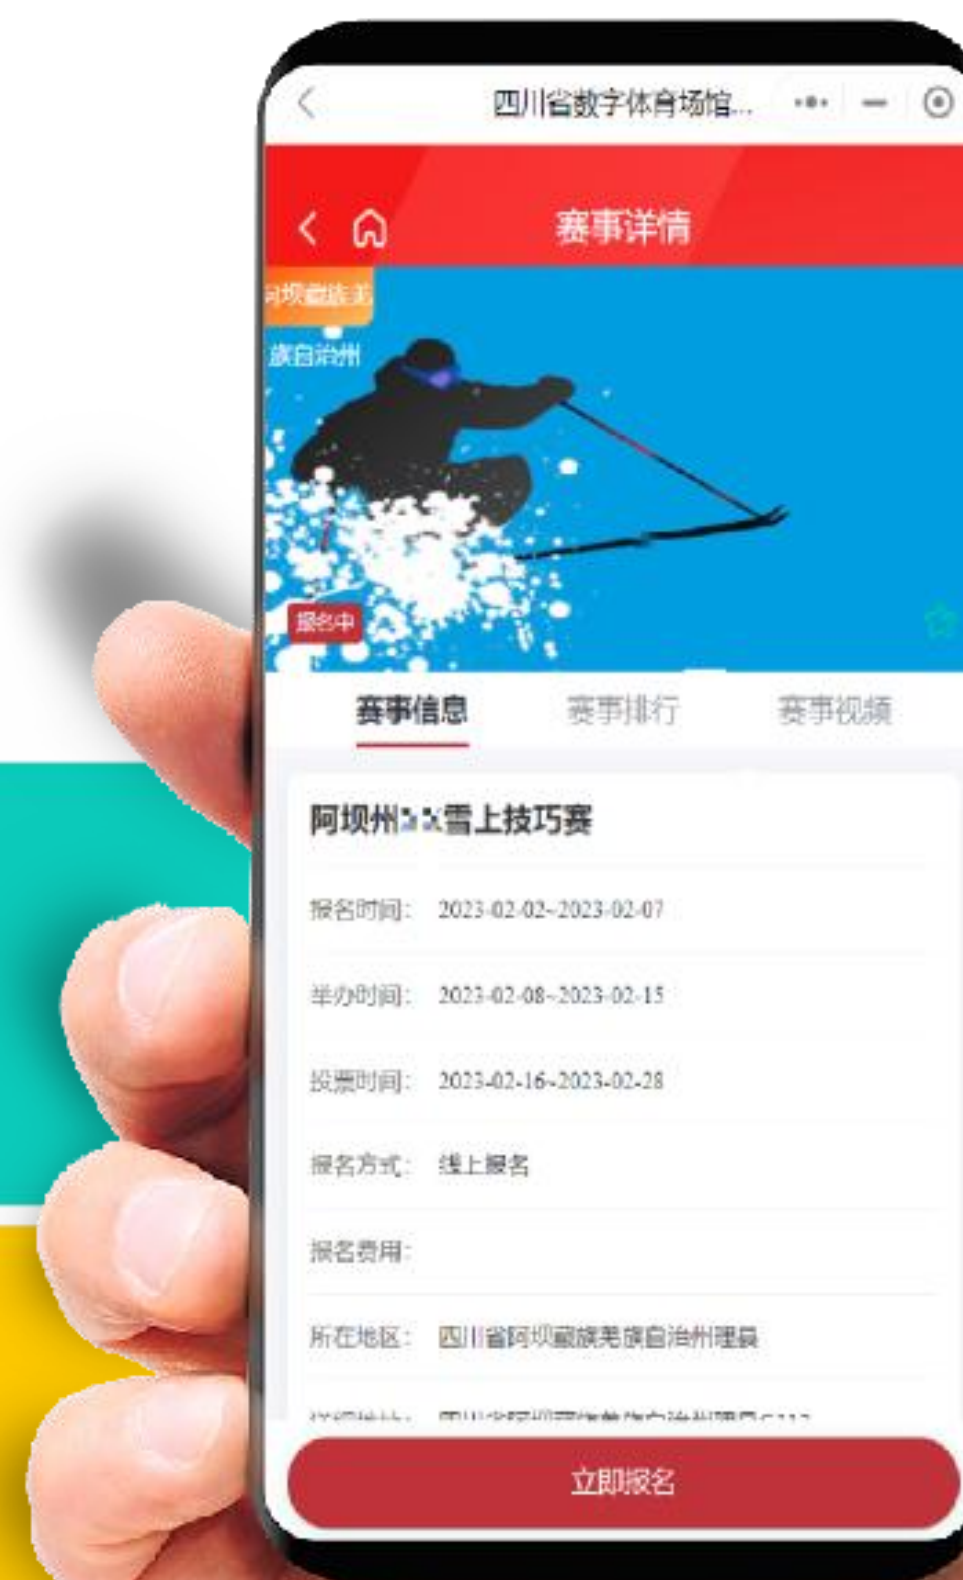 四川省数字体育场馆...
赛事详情
阿坝藏族羌
族自治州
报名中
赛事信息 赛事排行 赛事视频
阿坝州 雪上技巧赛
报名时间: 2023-02-02~2023-02-07
举办时间: 2023-02-08~2023-02-15
投票时间: 2023-02-16~2023-02-28
报名方式: 线上报名
报名费用:
所在地区: 四川省阿坝藏族羌族自治州理县
立即报名